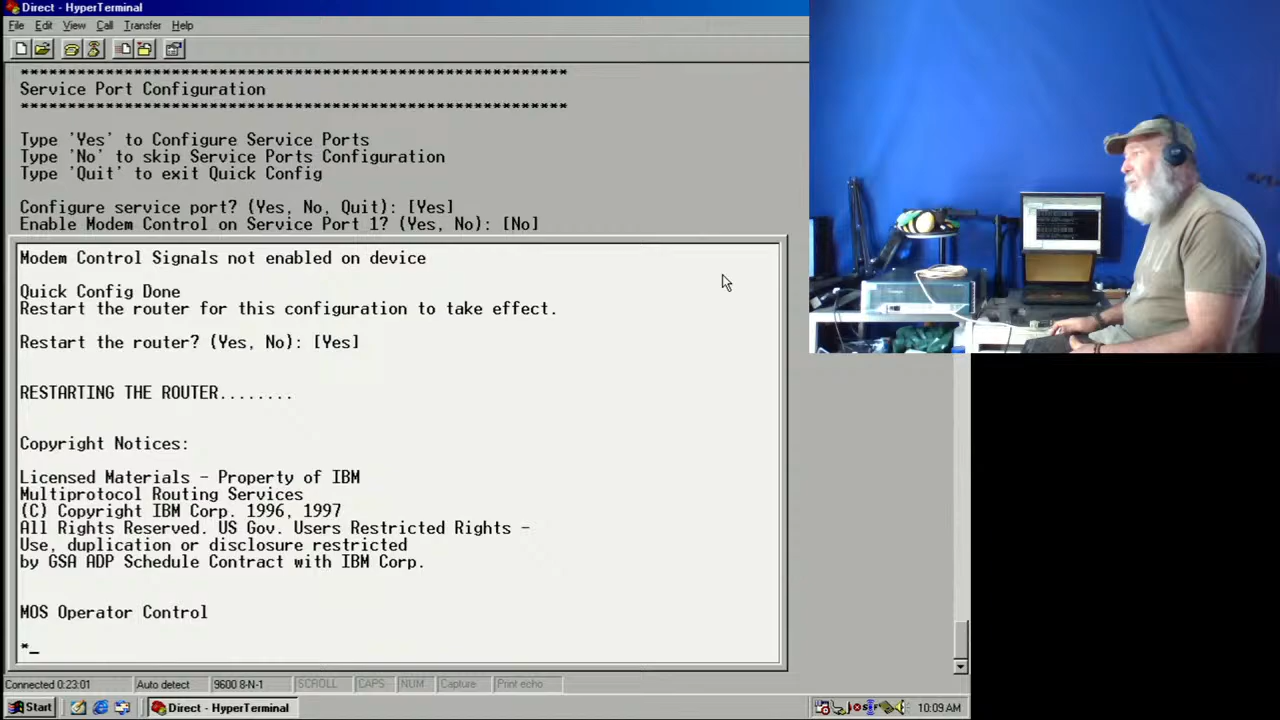 Direct - HyperTerminal
File Edit View Call Transfer Help
*********************************************************
Service Port Configuration
*********************************************************
Type 'Yes' to Configure Service Ports
Type 'No' to skip Service Ports Configuration
Type 'Quit' to exit Quick Config
Configure service port? (Yes, No, Quit): [Yes]
Enable Modem Control on Service Port 1? (Yes, No): [No]
Modem Control Signals not enabled on device
Quick Config Done
Restart the router for this configuration to take effect.
Restart the router? (Yes, No): [Yes]
RESTARTING THE ROUTER........
Copyright Notices:
Licensed Materials - Property of IBM
Multiprotocol Routing Services
(C) Copyright IBM Corp. 1996, 1997
All Rights Reserved. US Gov. Users Restricted Rights -
Use, duplication or disclosure restricted
by GSA ADP Schedule Contract with IBM Corp.
MOS Operator Control
*_
Connected 0:23:01 Auto detect 9600 8-N-1 SCROLL CAPS NUM Capture Print echo
Start Direct - HyperTerminal 10:09 AM